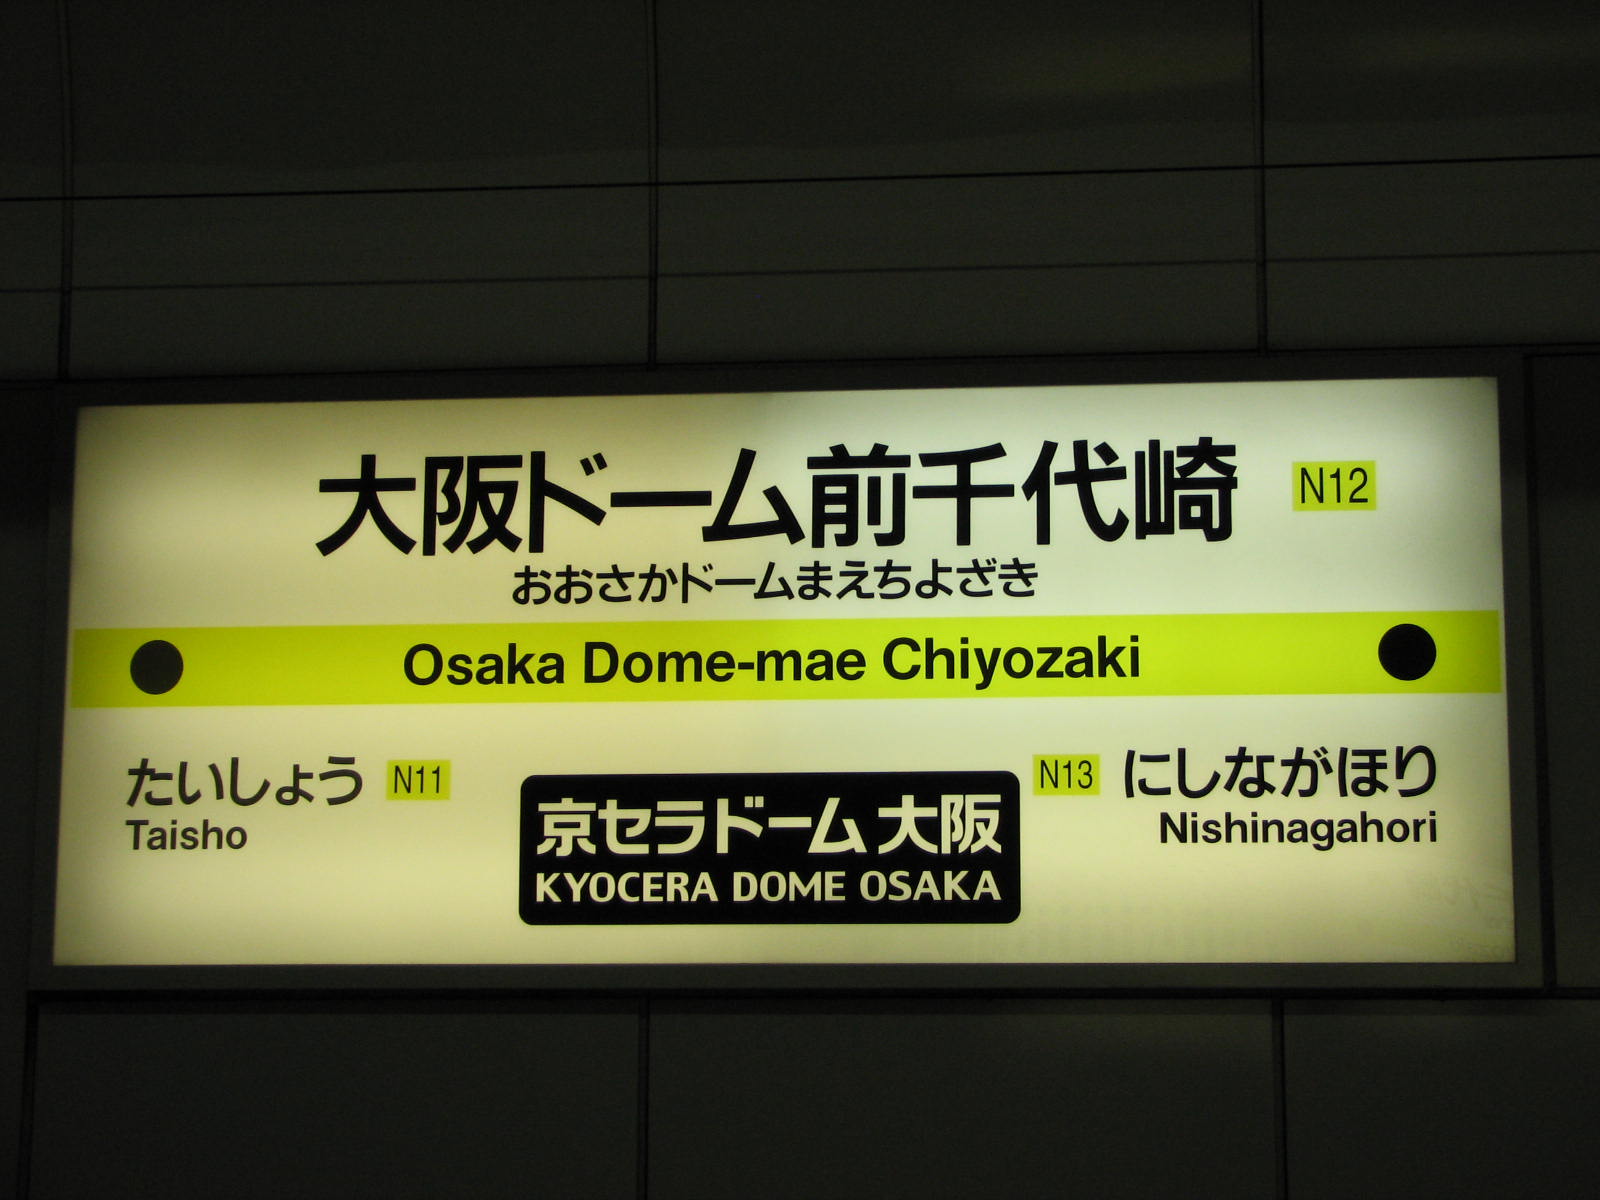 大阪ドーム前千代崎 N12
おおさかドームまえちよざき
Osaka Dome-mae Chiyozaki
たいしょう N11
Taisho
京セラドーム 大阪
KYOCERA DOME OSAKA
N13 にしながほり
Nishinagahori